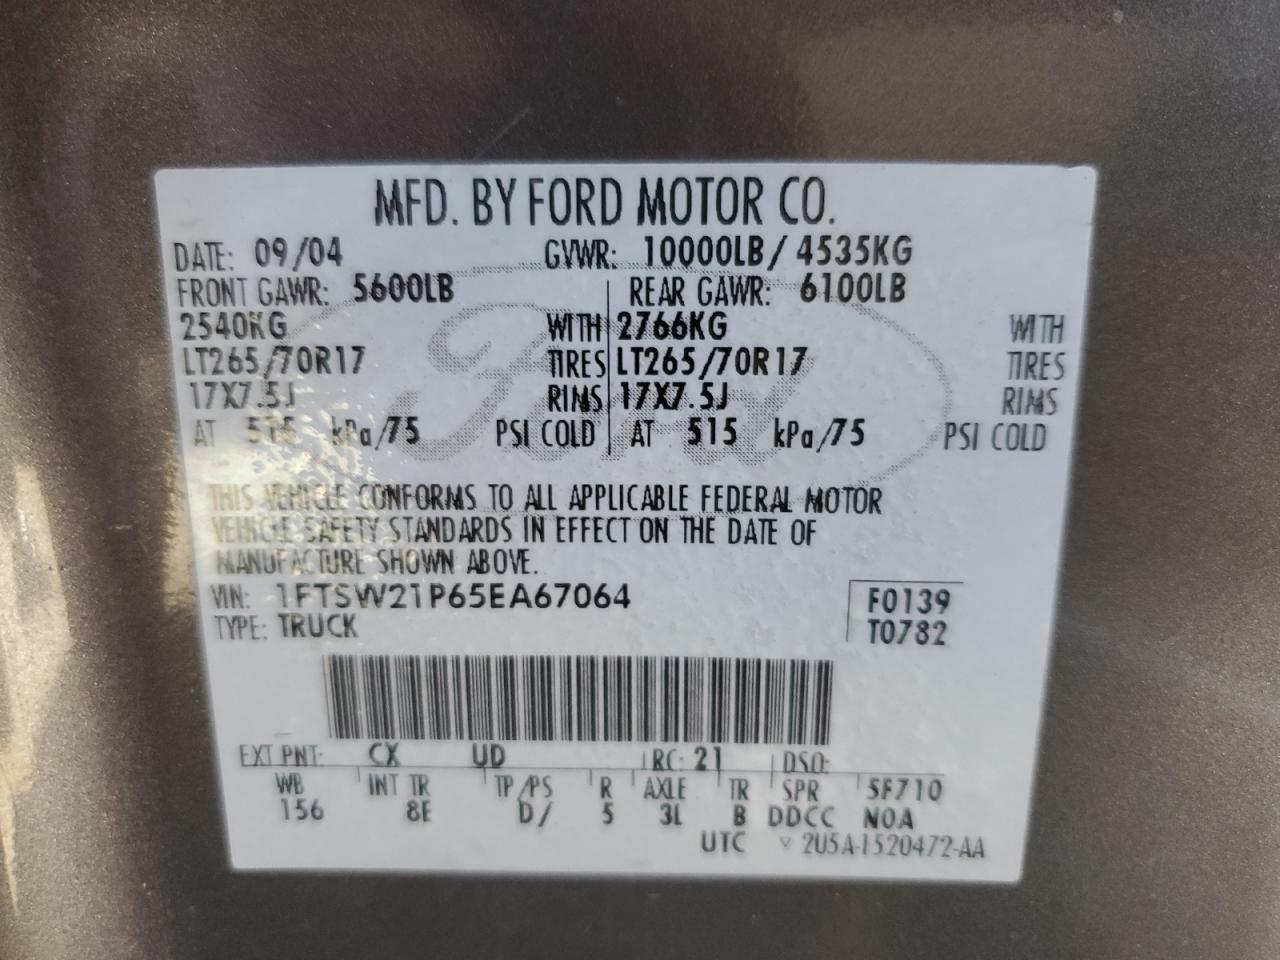 MFD. BY FORD MOTOR CO.
DATE: 09/04 GVWR: 10000LB/ 4535KG
FRONT GAWR: 5600LB REAR GAWR: 6100LB
2540KG WITH 2766KG WITH
LT265/70R17 TIRES LT265/70R17 TIRES
17X7.5J RIMS 17X7.5J RIMS
AT 515 kPa/75 PSI COLD AT 515 kPa/75 PSI COLD
Ford
THIS VEHICLE CONFORMS TO ALL APPLICABLE FEDERAL MOTOR
VEHICLE SAFETY STANDARDS IN EFFECT ON THE DATE OF
MANUFACTURE SHOWN ABOVE.
VIN: 1FTSW21P65EA67064 F0139
TYPE: TRUCK T0782
EXT PNT: CX UD RC: 21 DSO:
WB INT TR TP/PS R AXLE TR SPR 5F710
156 8E D/ 5 3L B DDCC NOA
UTC ▽ 2U5A-1520472-AA